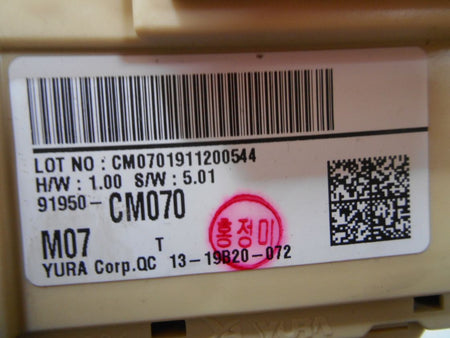 LOT NO : CM0701911200544
H/W : 1.00 S/W : 5.01
91950-CM070
M07 T
홍정미
YURA Corp.QC 13-19B20-072
YURA